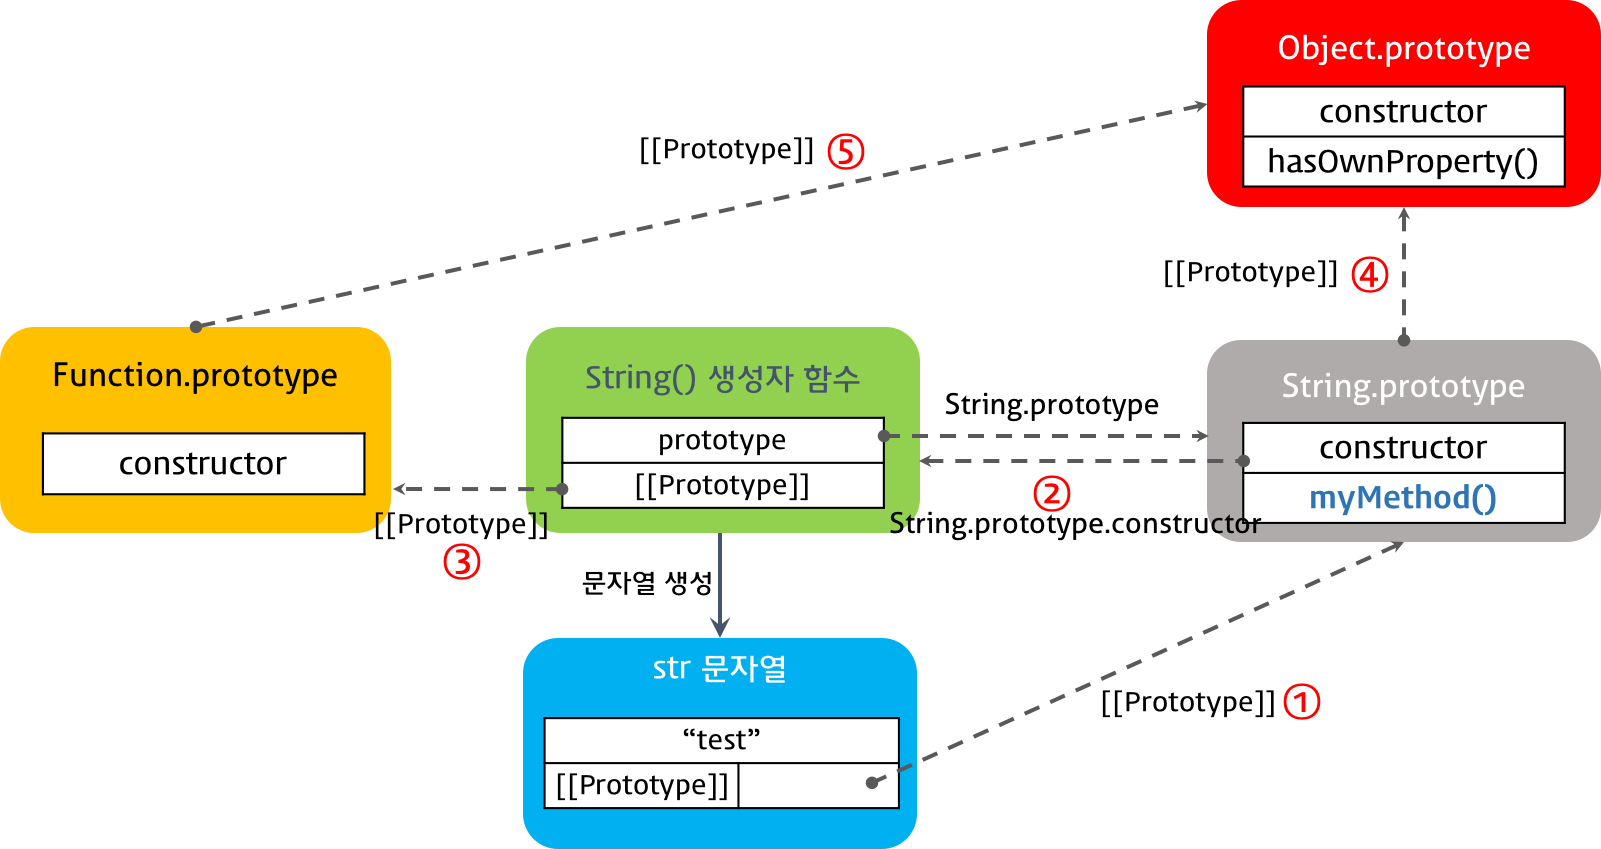 Object.prototype
constructor
hasOwnProperty()
[[Prototype]] ⑤
[[Prototype]] ④
Function.prototype
constructor
String() 생성자 함수
prototype
[[Prototype]]
String.prototype
String.prototype
constructor
myMethod()
②
String.prototype.constructor
[[Prototype]]
③
문자열 생성
str 문자열
“test”
[[Prototype]]
[[Prototype]] ①